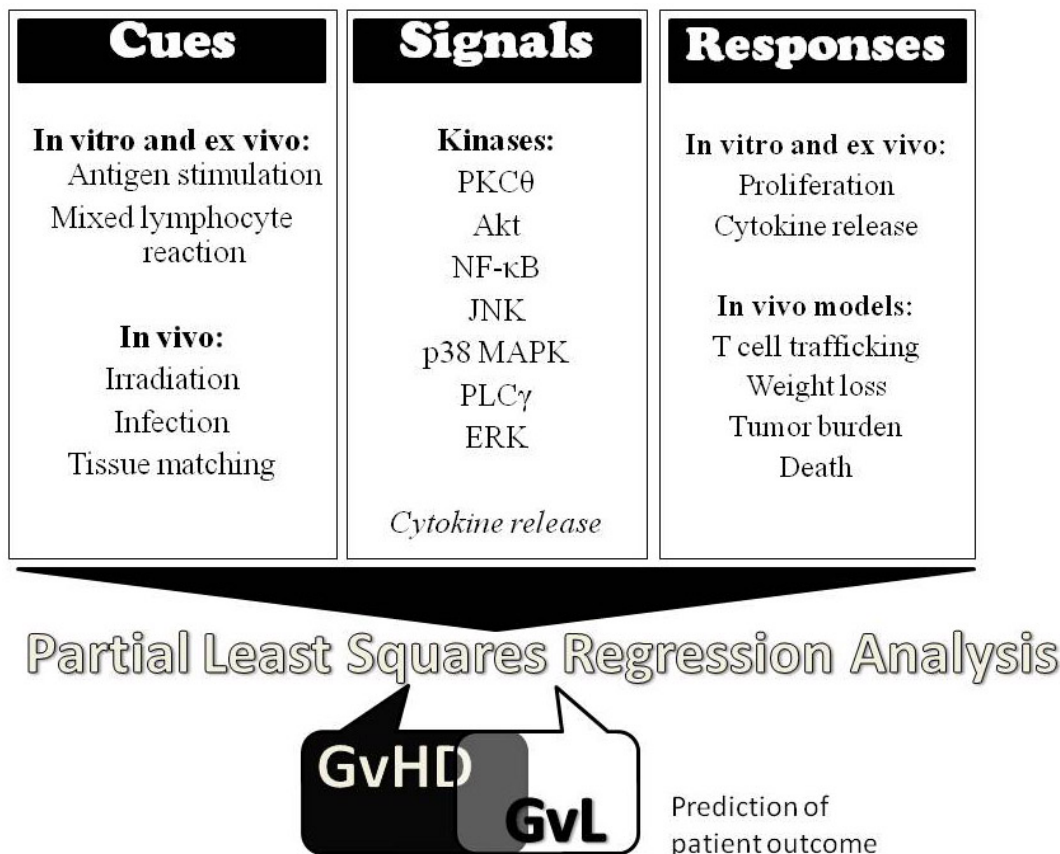 Cues
In vitro and ex vivo:
Antigen stimulation
Mixed lymphocyte
reaction
In vivo:
Irradiation
Infection
Tissue matching
Signals
Kinases:
PKCθ
Akt
NF-κB
JNK
p38 MAPK
PLCγ
ERK
Cytokine release
Responses
In vitro and ex vivo:
Proliferation
Cytokine release
In vivo models:
T cell trafficking
Weight loss
Tumor burden
Death
Partial Least Squares Regression Analysis
GvHD
GvL
Prediction of
patient outcome